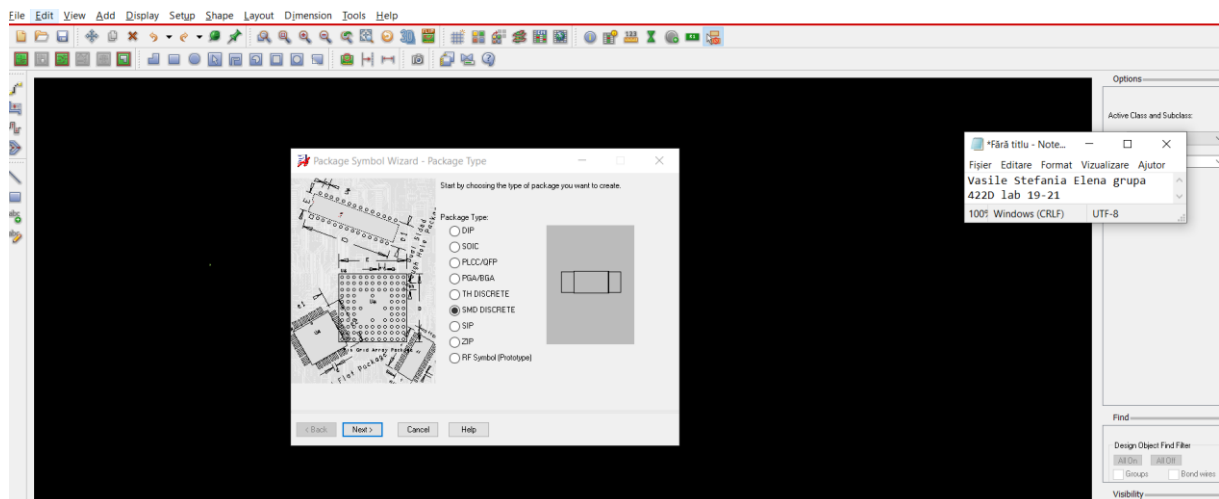 File Edit View Add Display Setup Shape Layout Dimension Tools Help
Options
Active Class and Subclass:
*Fără titlu - Note...
Fișier Editare Format Vizualizare Ajutor
Vasile Stefania Elena grupa
422D lab 19-21
100% Windows (CRLF) UTF-8
Package Symbol Wizard - Package Type
Start by choosing the type of package you want to create.
Package Type:
DIP
SOIC
PLCC/QFP
PGA/BGA
TH DISCRETE
SMD DISCRETE
SIP
ZIP
RF Symbol (Prototype)
< Back Next > Cancel Help
Find
Design Object Find Filter
All On All Off
Groups Bond wires
Visibility